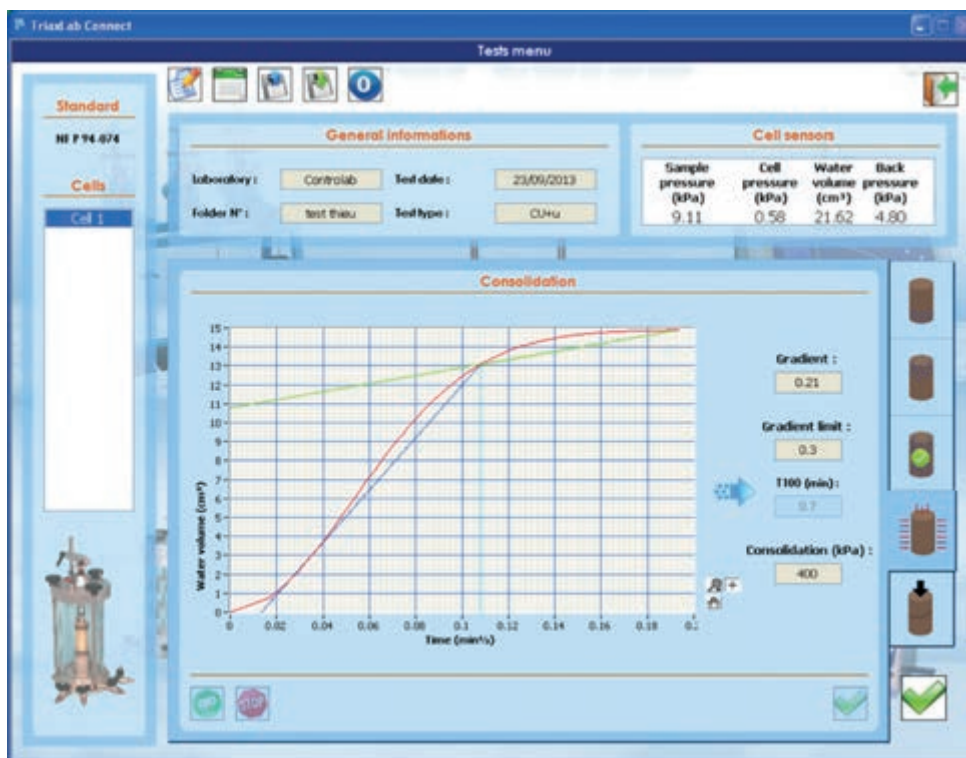 TriaxLab Connect
Tests menu
Standard
NF P 94-074
Cells
Cell 1
General informations
Laboratory :
Controlab
Test date :
23/09/2013
Folder N° :
test thieu
Test type :
CU+u
Cell sensors
Sample pressure (kPa)
Cell pressure (kPa)
Water volume (cm³)
Back pressure (kPa)
9.11
0.58
21.62
4.80
Consolidation
Water volume (cm³)
15
14
13
12
11
10
9
8
7
6
5
4
3
2
1
0
0
0.02
0.04
0.06
0.08
0.1
0.12
0.14
0.16
0.18
0.2
Time (min½)
Gradient :
0.21
Gradient limit :
0.3
T100 (min) :
0.7
Consolidation (kPa) :
400
STOP